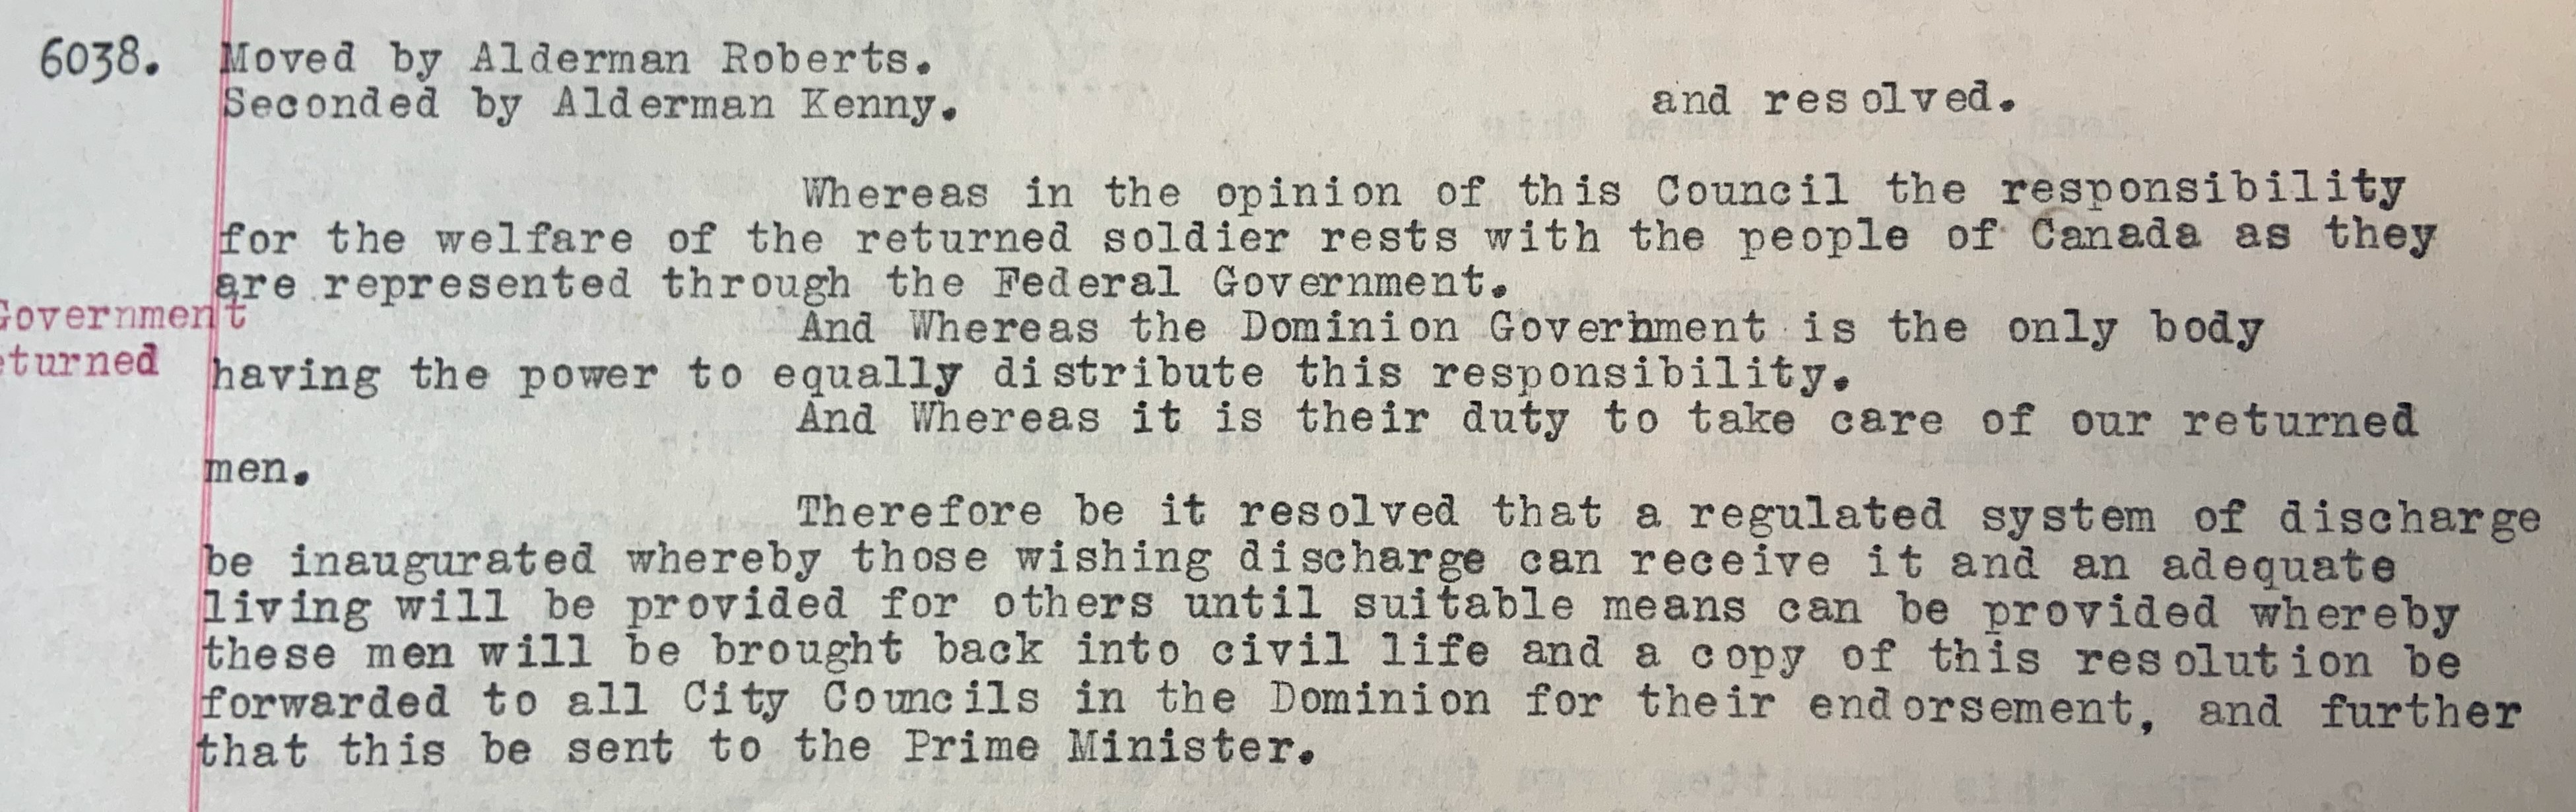 6038. Moved by Alderman Roberts.
Seconded by Alderman Kenny. and resolved.
Whereas in the opinion of this Council the responsibility
for the welfare of the returned soldier rests with the people of Canada as they
are represented through the Federal Government.
Government
And Whereas the Dominion Goverhment is the only body
eturned
having the power to equally distribute this responsibility.
And Whereas it is their duty to take care of our returned
men.
Therefore be it resolved that a regulated system of discharge
be inaugurated whereby those wishing discharge can receive it and an adequate
living will be provided for others until suitable means can be provided whereby
these men will be brought back into civil life and a copy of this resolution be
forwarded to all City Councils in the Dominion for their endorsement, and further
that this be sent to the Prime Minister.